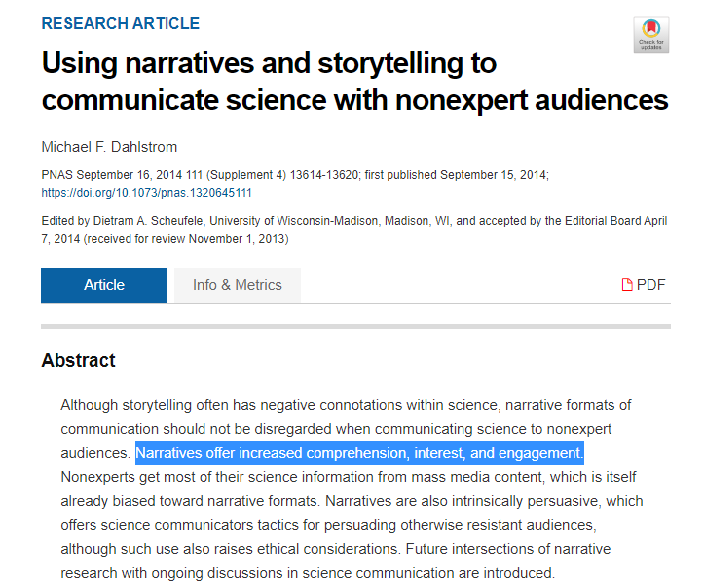 RESEARCH ARTICLE
Check for
updates
Using narratives and storytelling to
communicate science with nonexpert audiences
Michael F. Dahlstrom
PNAS September 16, 2014 111 (Supplement 4) 13614-13620; first published September 15, 2014;
https://doi.org/10.1073/pnas.1320645111
Edited by Dietram A. Scheufele, University of Wisconsin-Madison, Madison, WI, and accepted by the Editorial Board April
7, 2014 (received for review November 1, 2013)
Article
Info & Metrics
PDF
Abstract
Although storytelling often has negative connotations within science, narrative formats of
communication should not be disregarded when communicating science to nonexpert
audiences. Narratives offer increased comprehension, interest, and engagement.
Nonexperts get most of their science information from mass media content, which is itself
already biased toward narrative formats. Narratives are also intrinsically persuasive, which
offers science communicators tactics for persuading otherwise resistant audiences,
although such use also raises ethical considerations. Future intersections of narrative
research with ongoing discussions in science communication are introduced.